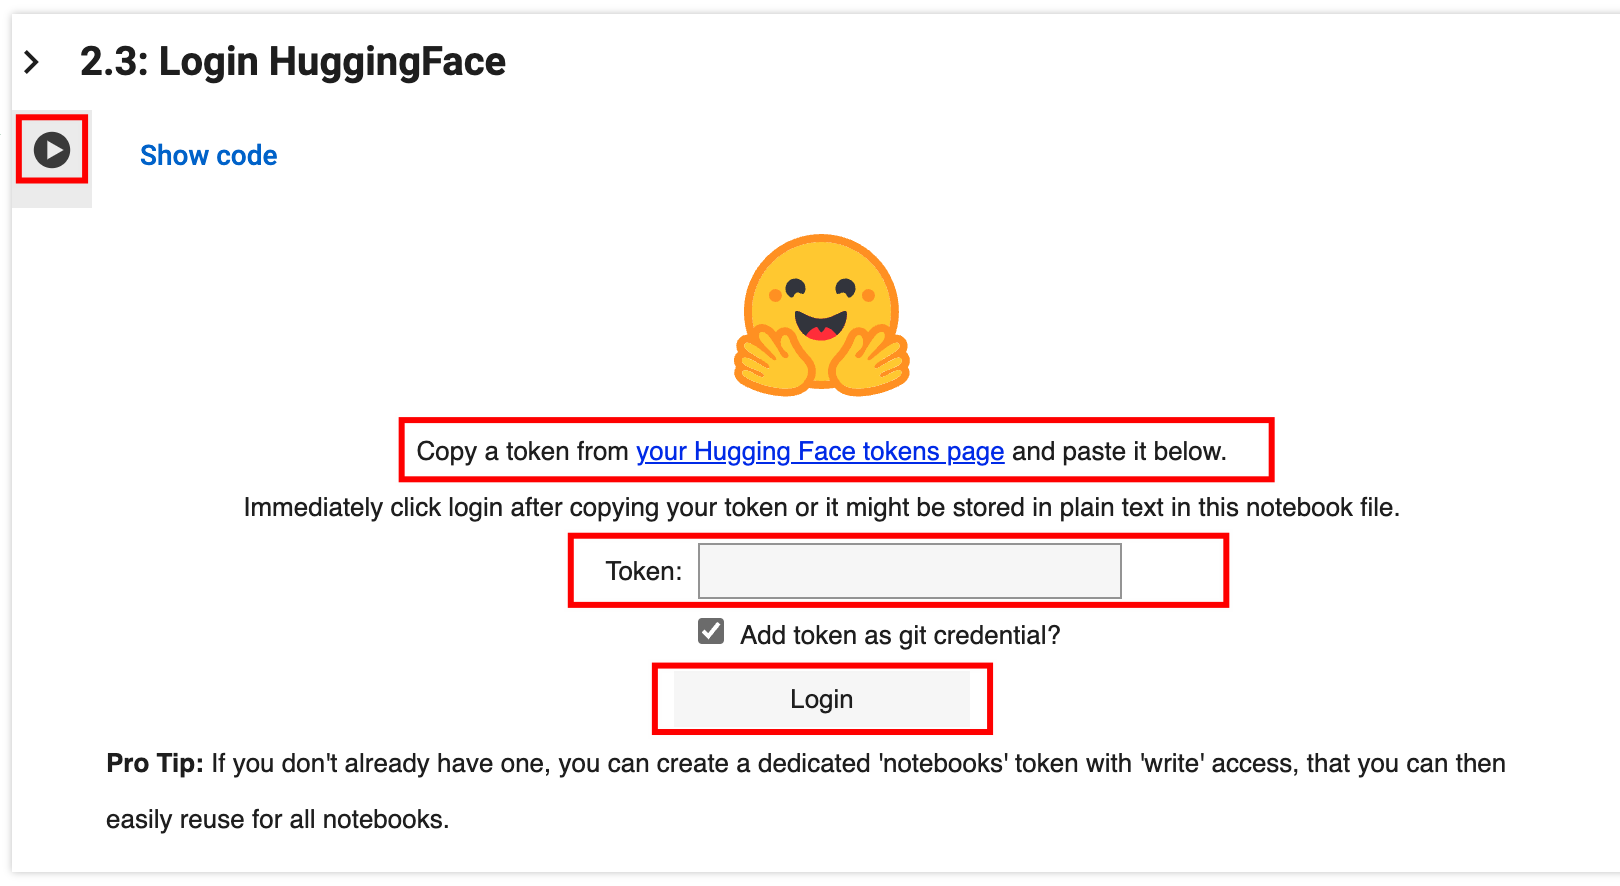 2.3: Login HuggingFace
Show code
Copy a token from your Hugging Face tokens page and paste it below.
Immediately click login after copying your token or it might be stored in plain text in this notebook file.
Token:
Add token as git credential?
Login
Pro Tip: If you don't already have one, you can create a dedicated 'notebooks' token with 'write' access, that you can then
easily reuse for all notebooks.